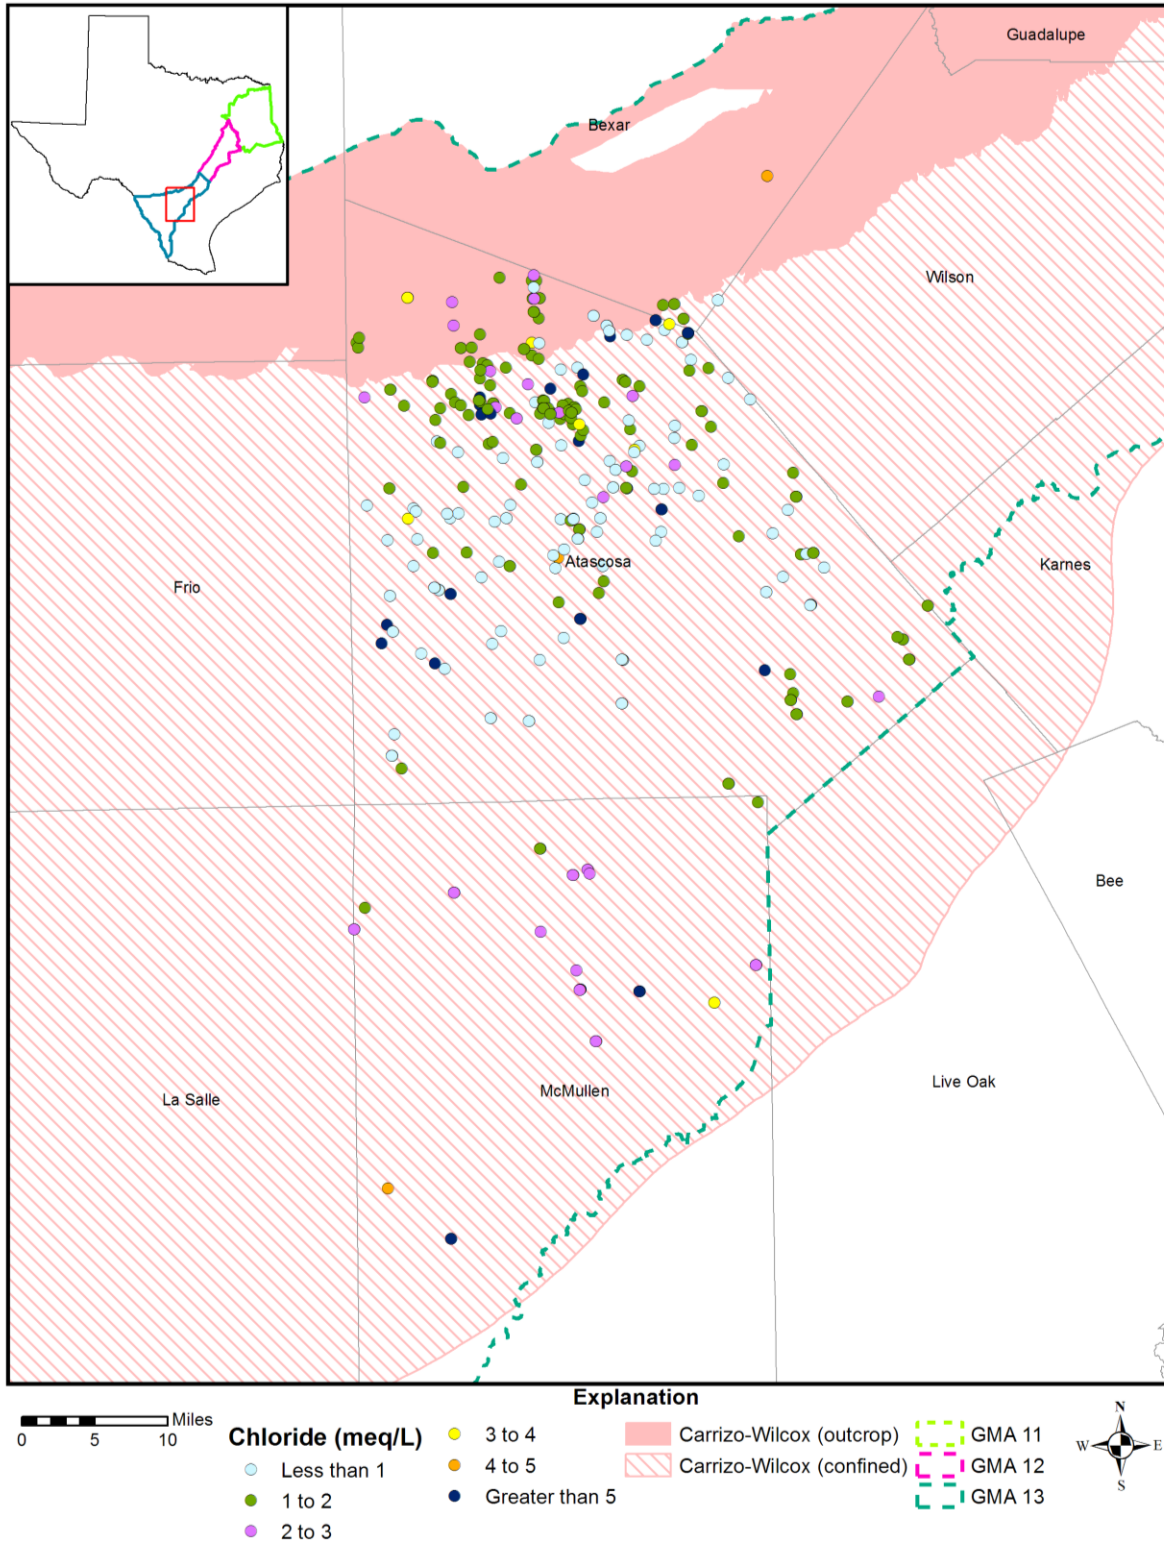 Guadalupe
Bexar
Wilson
Atascosa
Karnes
Frio
Bee
Live Oak
McMullen
La Salle
Explanation
Miles
0 5 10
Chloride (meq/L)
Less than 1
1 to 2
2 to 3
3 to 4
4 to 5
Greater than 5
Carrizo-Wilcox (outcrop)
Carrizo-Wilcox (confined)
GMA 11
GMA 12
GMA 13
N
W E
S